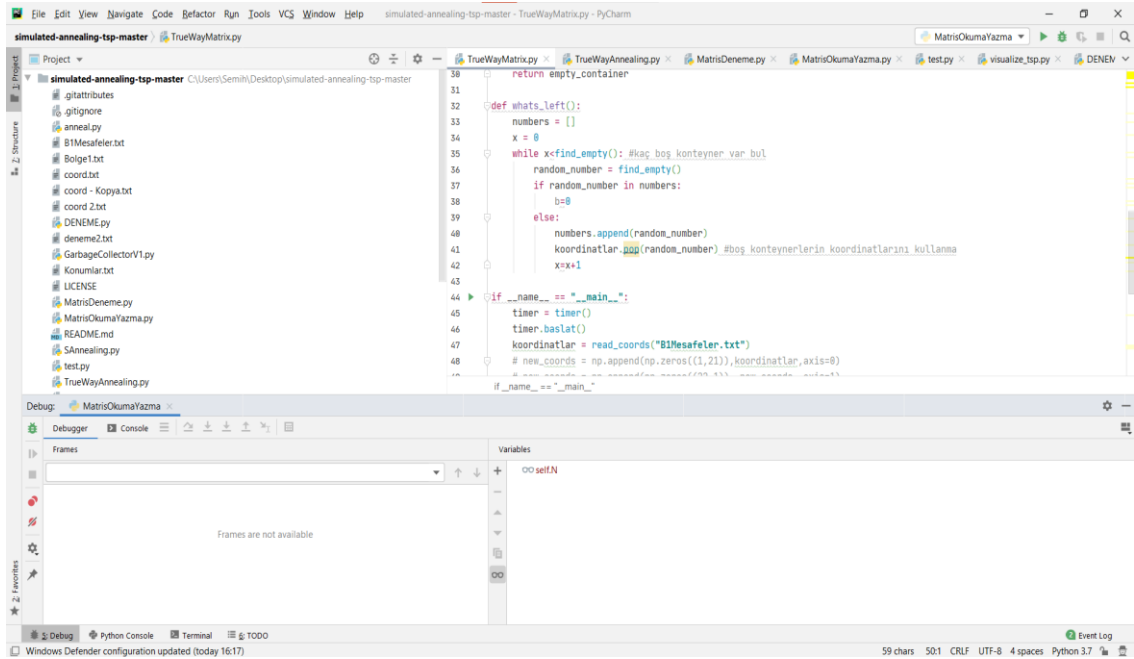 File Edit View Navigate Code Refactor Run Tools VCS Window Help simulated-annealing-tsp-master - TrueWayMatrix.py - PyCharm
simulated-annealing-tsp-master TrueWayMatrix.py MatrisOkumaYazma
Project TrueWayMatrix.py TrueWayAnnealing.py MatrisDeneme.py MatrisOkumaYazma.py test.py visualize_tsp.py DENEM
1: Project
2: Structure
2: Favorites
simulated-annealing-tsp-master C:\Users\Semih\Desktop\simulated-annealing-tsp-master
.gitattributes
.gitignore
anneal.py
B1Mesafeler.txt
Bolge1.txt
coord.txt
coord - Kopya.txt
coord 2.txt
DENEME.py
deneme2.txt
GarbageCollectorV1.py
Konumlar.txt
LICENSE
MatrisDeneme.py
MatrisOkumaYazma.py
README.md
SAnnealing.py
test.py
TrueWayAnnealing.py
30 return empty_container
31
32 def whats_left():
33 numbers = []
34 x = 0
35 while x<find_empty(): #kaç boş konteyner var bul
36 random_number = find_empty()
37 if random_number in numbers:
38 b=0
39 else:
40 numbers.append(random_number)
41 koordinatlar.pop(random_number) #boş konteynerlerin koordinatlarını kullanma
42 x=x+1
43
44 if __name__ == "__main__":
45 timer = timer()
46 timer.baslat()
47 koordinatlar = read_coords("B1Mesafeler.txt")
48 # new_coords = np.append(np.zeros((1,21)),koordinatlar,axis=0)
if __name__ == "__main__"
Debug: MatrisOkumaYazma
Debugger Console
Frames Variables
self.N
Frames are not available
5: Debug Python Console Terminal 6: TODO 2 Event Log
Windows Defender configuration updated (today 16:17) 59 chars 50:1 CRLF UTF-8 4 spaces Python 3.7